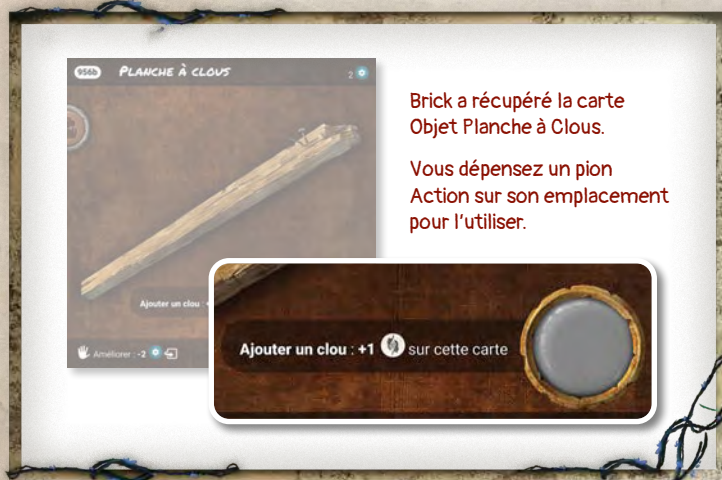 956b PLANCHE À CLOUS 2
Brick a récupéré la carte
Objet Planche à Clous.
Vous dépensez un pion
Action sur son emplacement
pour l'utiliser.
Ajouter un clou :
Améliorer : -2
Ajouter un clou : +1 sur cette carte